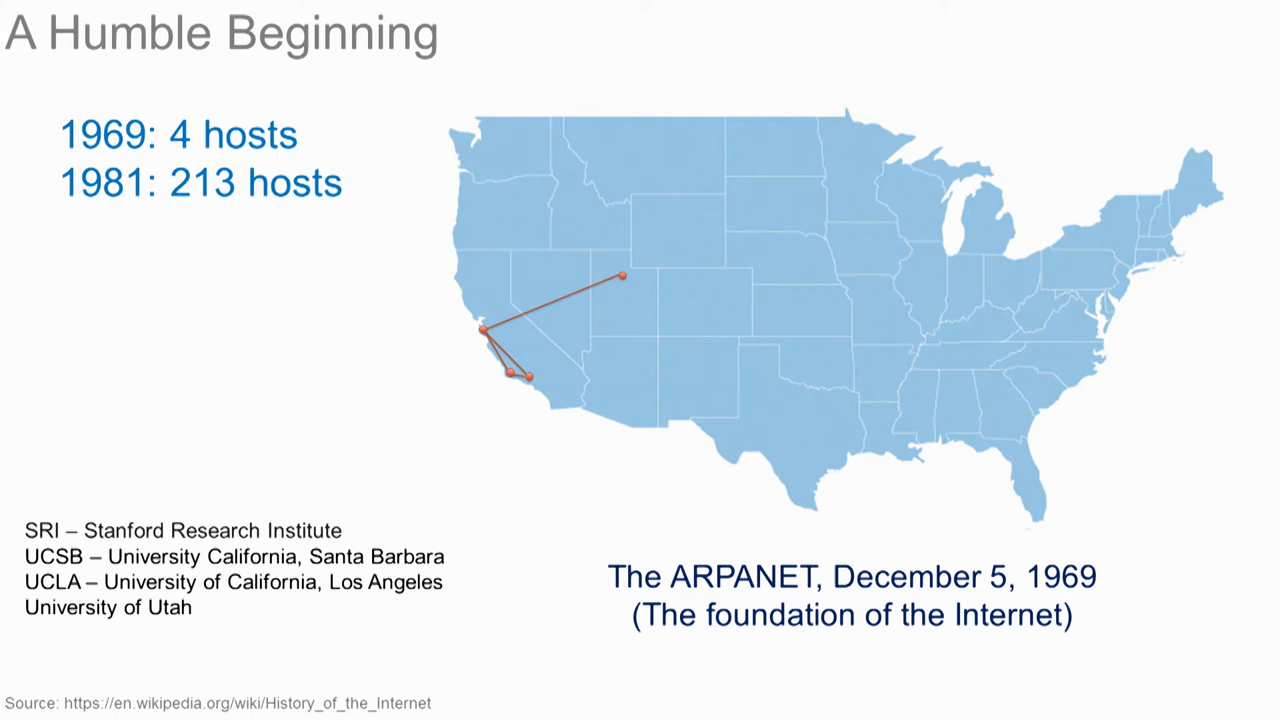 A Humble Beginning
1969: 4 hosts
1981: 213 hosts
SRI – Stanford Research Institute
UCSB – University California, Santa Barbara
UCLA – University of California, Los Angeles
University of Utah
The ARPANET, December 5, 1969
(The foundation of the Internet)
Source: https://en.wikipedia.org/wiki/History_of_the_Internet